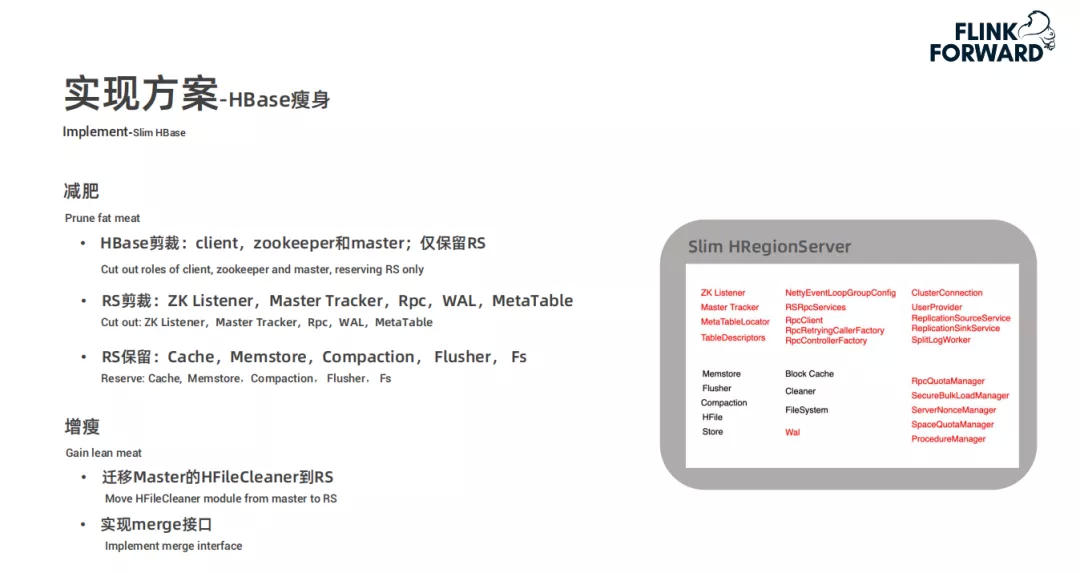 FLINK
FORWARD
实现方案-HBase瘦身
Implement-Slim HBase
减肥
Prune fat meat
• HBase剪裁：client，zookeeper和master；仅保留RS
Cut out roles of client, zookeeper and master, reserving RS only
• RS剪裁：ZK Listener，Master Tracker，Rpc，WAL，MetaTable
Cut out: ZK Listener，Master Tracker，Rpc，WAL，MetaTable
• RS保留：Cache，Memstore，Compaction， Flusher， Fs
Reserve: Cache, Memstore，Compaction， Flusher， Fs
增瘦
Gain lean meat
• 迁移Master的HFileCleaner到RS
Move HFileCleaner module from master to RS
• 实现merge接口
Implement merge interface
Slim HRegionServer
ZK Listener
Master Tracker
MetaTableLocator
TableDescriptors
NettyEventLoopGroupConfig
RSRpcServices
RpcClient
RpcRetryingCallerFactory
RpcControllerFactory
ClusterConnection
UserProvider
ReplicationSourceService
ReplicationSinkService
SplitLogWorker
Memstore
Flusher
Compaction
HFile
Store
Block Cache
Cleaner
FileSystem
Wal
RpcQuotaManager
SecureBulkLoadManager
ServerNonceManager
SpaceQuotaManager
ProcedureManager